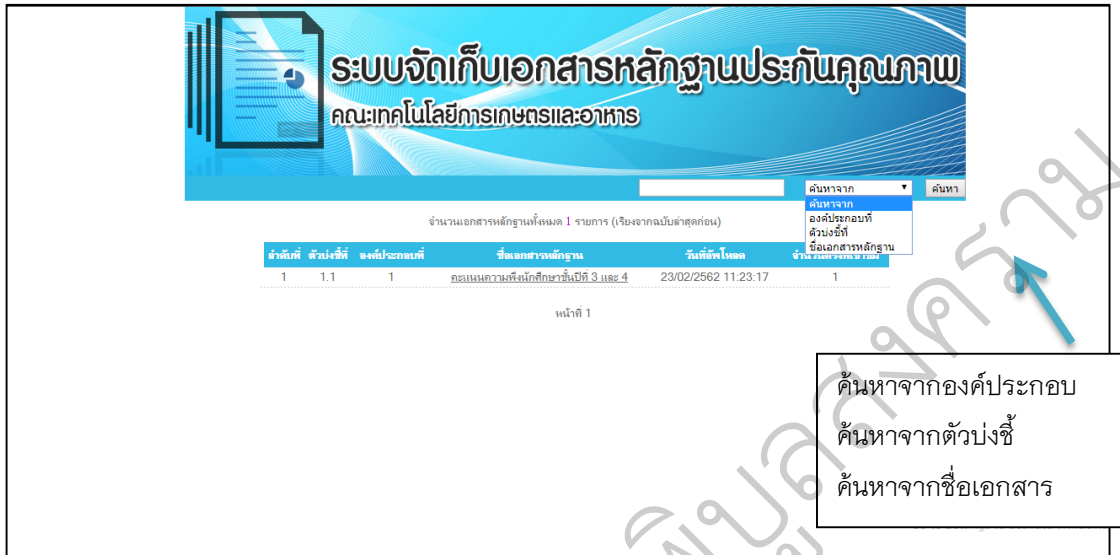 ระบบจัดเก็บเอกสารหลักฐานประกันคุณภาพ
คณะเทคโนโลยีการเกษตรและอาหาร
ค้นหาจาก ค้นหา
ค้นหาจาก
องค์ประกอบที่
ตัวบ่งชี้ที่
ชื่อเอกสารหลักฐาน
จำนวนเอกสารหลักฐานทั้งหมด 1 รายการ (เรียงจากฉบับล่าสุดก่อน)
ลำดับที่ ตัวบ่งชี้ที่ องค์ประกอบที่ ชื่อเอกสารหลักฐาน วันที่อัพโหลด
1 1.1 1 คะแนนความพึงนักศึกษาชั้นปีที่ 3 และ 4 23/02/2562 11:23:17 1
หน้าที่ 1
ค้นหาจากองค์ประกอบ
ค้นหาจากตัวบ่งชี้
ค้นหาจากชื่อเอกสาร
พิบูลสงคราม